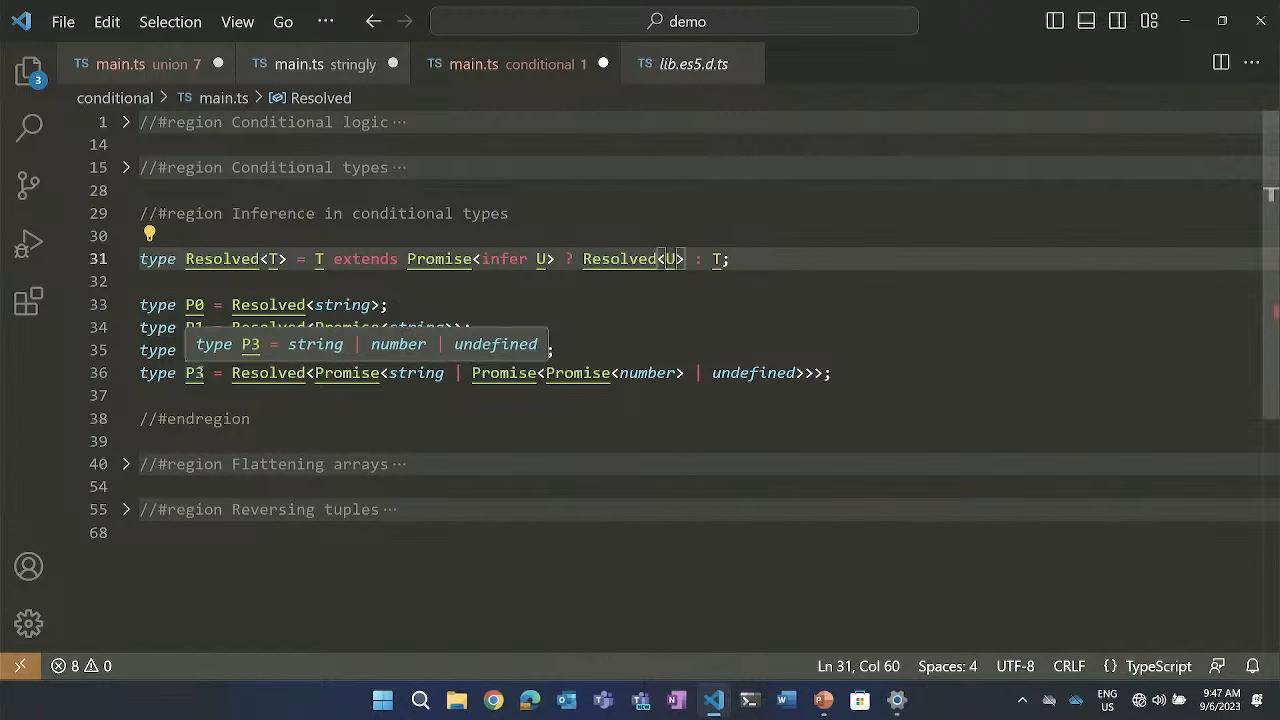 File Edit Selection View Go ··· demo
TS main.ts union 7 TS main.ts stringly TS main.ts conditional 1 TS lib.es5.d.ts
3
conditional > TS main.ts > Resolved
1 > //#region Conditional logic···
14
15 > //#region Conditional types···
28
29 //#region Inference in conditional types
30
31 type Resolved<T> = T extends Promise<infer U> ? Resolved<U> : T;
32
33 type P0 = Resolved<string>;
34 type P1 = Resolved<Promise<string>>;
type P3 = string | number | undefined
35 type ;
36 type P3 = Resolved<Promise<string | Promise<Promise<number> | undefined>>>;
37
38 //#endregion
39
40 > //#region Flattening arrays···
54
55 > //#region Reversing tuples···
68
8 0 Ln 31, Col 60 Spaces: 4 UTF-8 CRLF {} TypeScript
ENG
US
9:47 AM
9/6/2023